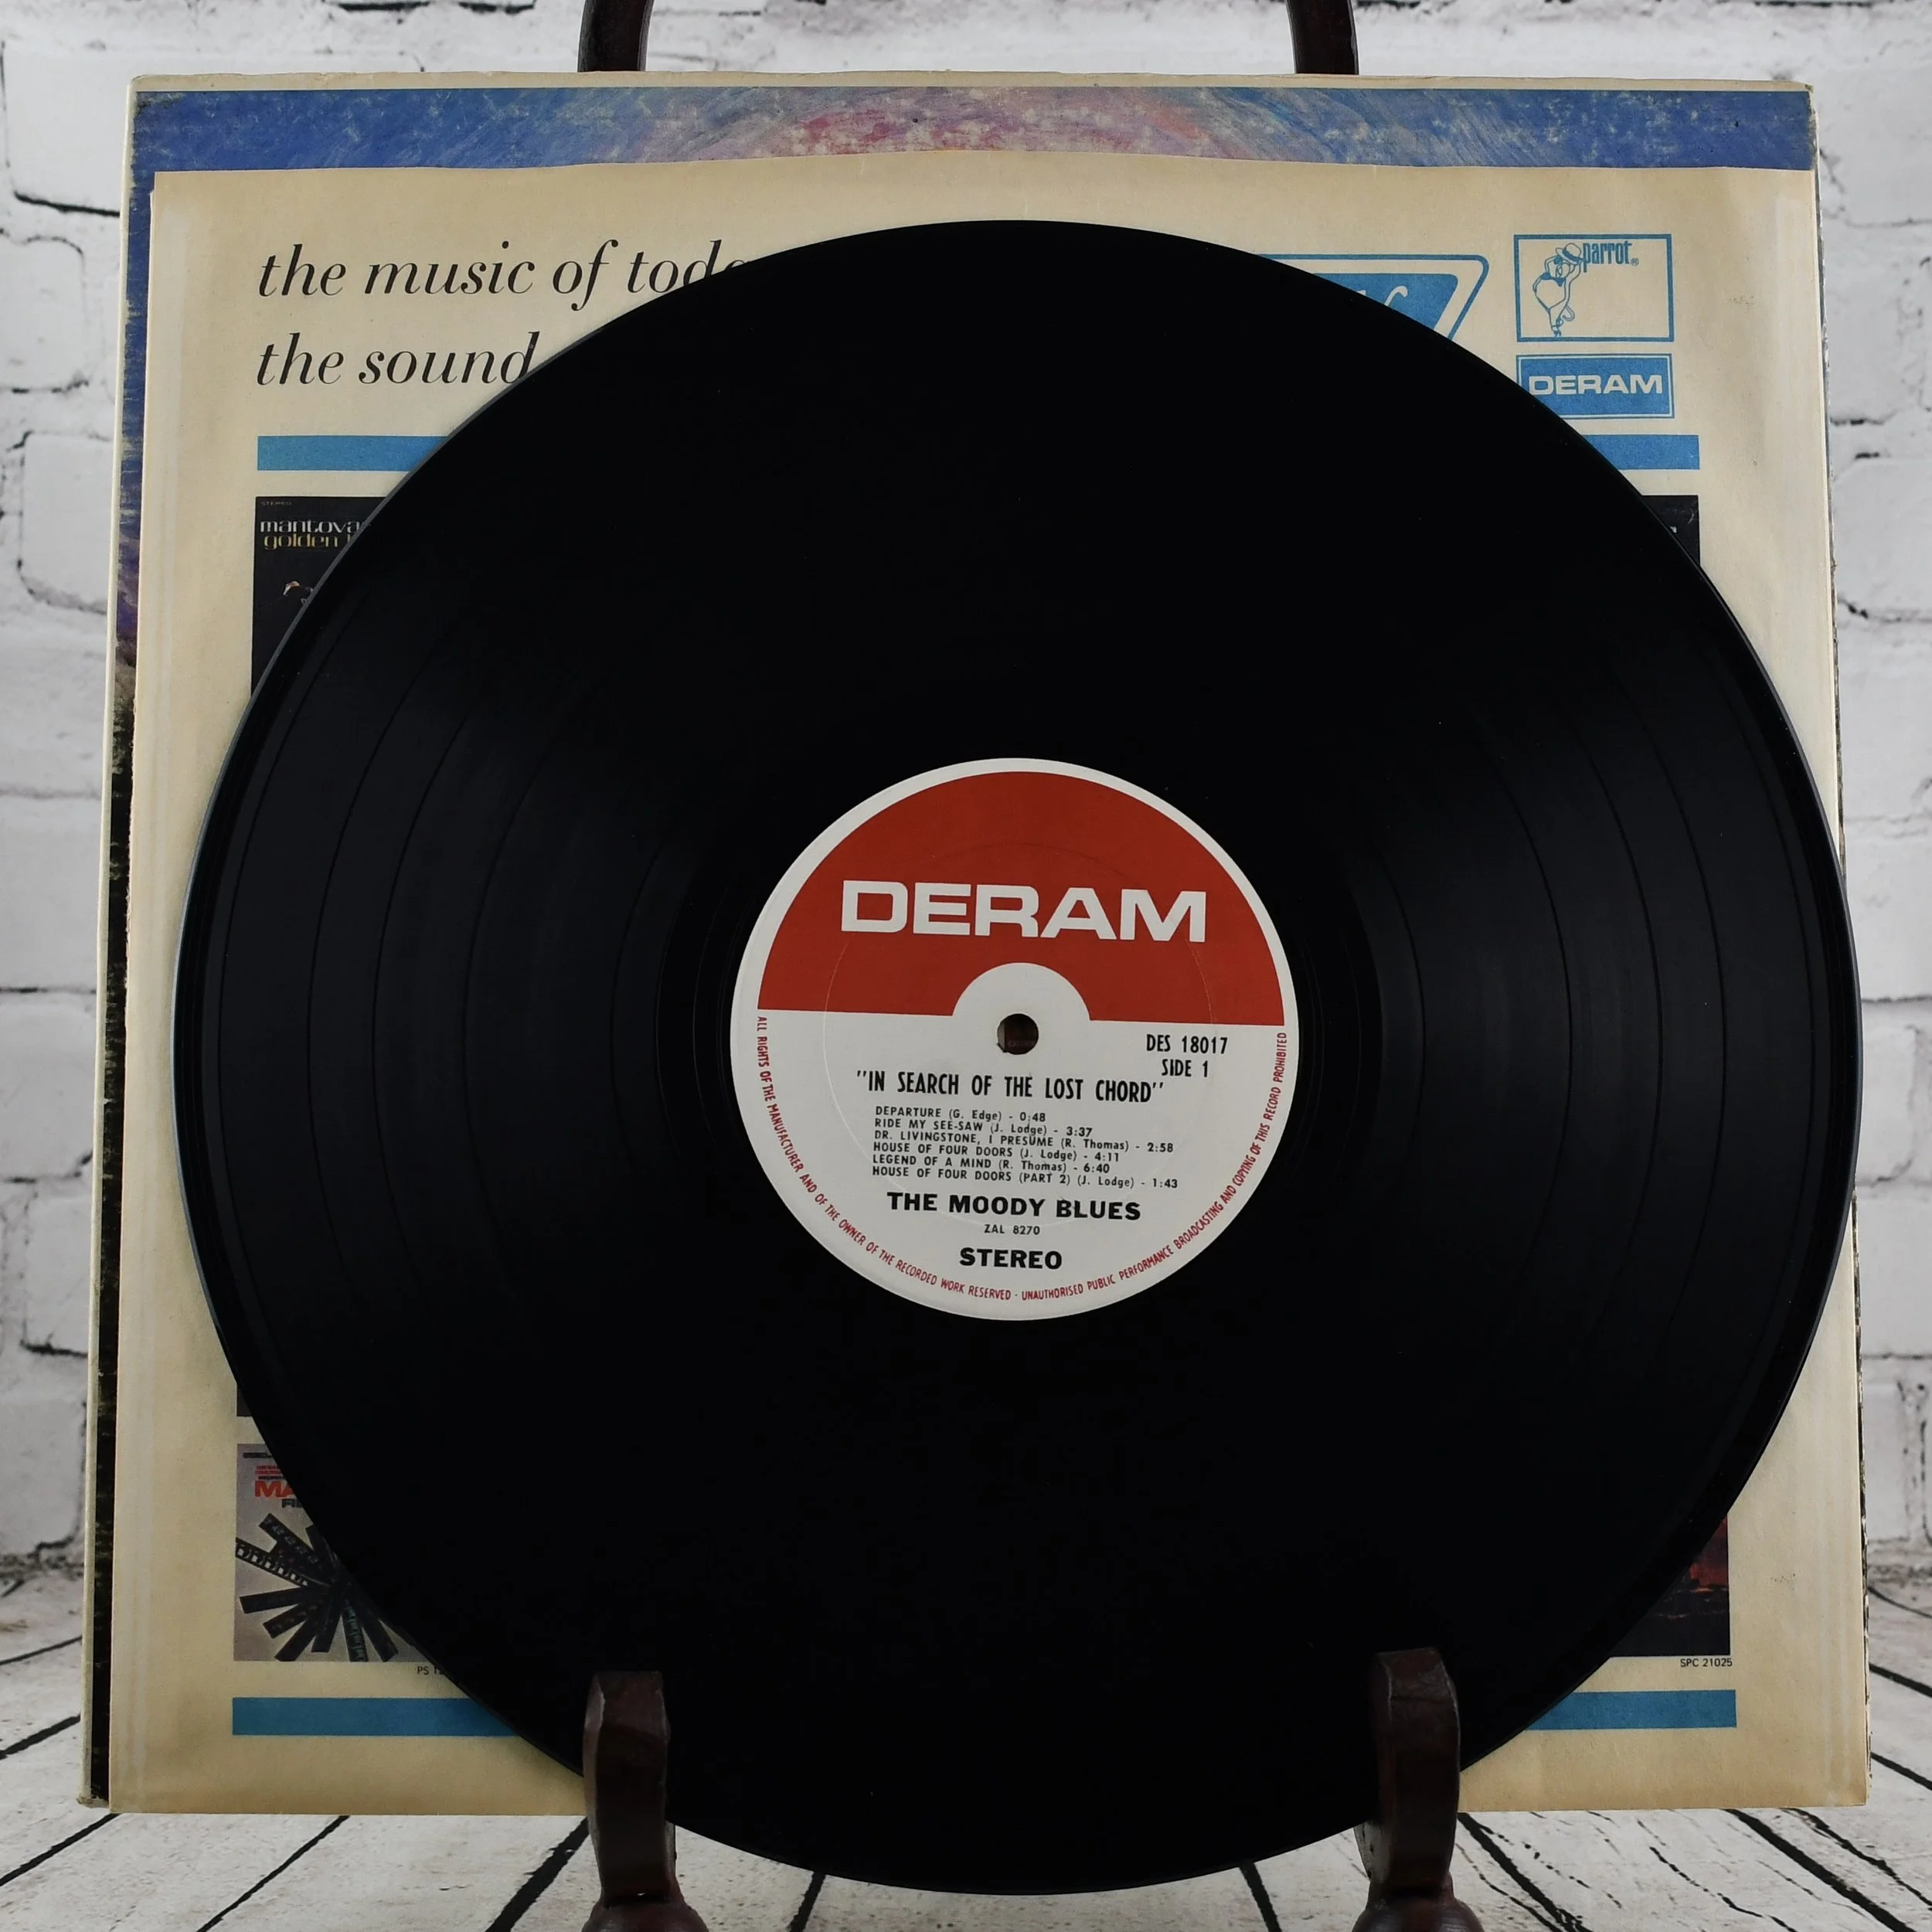 the music of
the sound
parrot®
DERAM
STEREO
golden
DERAM
DES 18017
SIDE 1
"IN SEARCH OF THE LOST CHORD"
DEPARTURE (G. Edge) - 0:48
RIDE MY SEE-SAW (J. Lodge) - 3:37
DR. LIVINGSTONE, I PRESUME (R. Thomas) - 2:58
HOUSE OF FOUR DOORS (J. Lodge) - 4:11
LEGEND OF A MIND (R. Thomas) - 6:40
HOUSE OF FOUR DOORS (PART 2) (J. Lodge) - 1:43
THE MOODY BLUES
ZAL 8270
STEREO
ALL RIGHTS OF THE MANUFACTURER AND OF THE OWNER OF THE RECORDED WORK RESERVED · UNAUTHORISED PUBLIC PERFORMANCE BROADCASTING AND COPYING OF THIS RECORD PROHIBITED
PS
SPC 21025